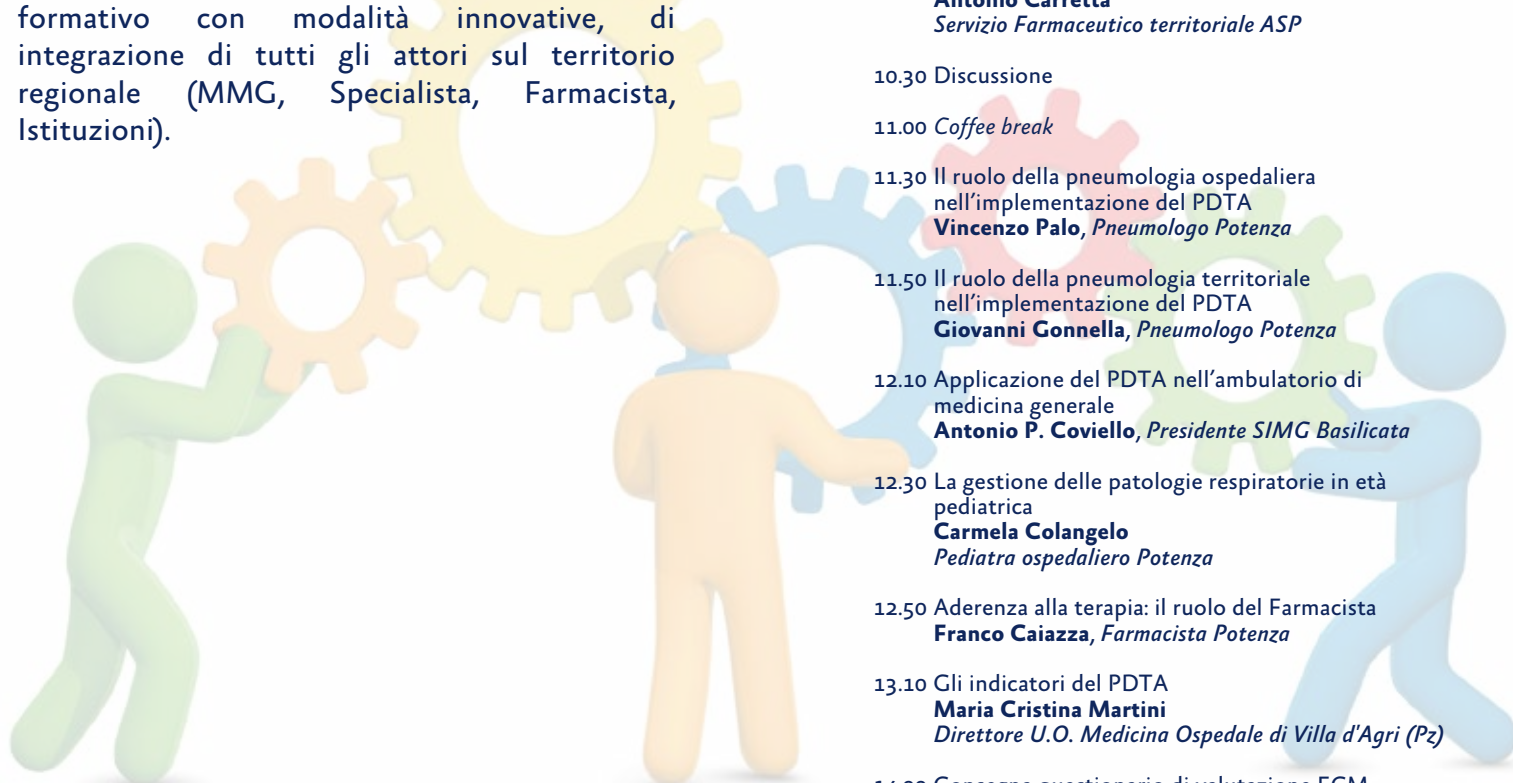 formativo con modalità innovative, di
integrazione di tutti gli attori sul territorio
regionale (MMG, Specialista, Farmacista,
Istituzioni).
Antonio Carretta
Servizio Farmaceutico territoriale ASP
10.30 Discussione
11.00 Coffee break
11.30 Il ruolo della pneumologia ospedaliera
nell'implementazione del PDTA
Vincenzo Palo, Pneumologo Potenza
11.50 Il ruolo della pneumologia territoriale
nell'implementazione del PDTA
Giovanni Gonnella, Pneumologo Potenza
12.10 Applicazione del PDTA nell'ambulatorio di
medicina generale
Antonio P. Coviello, Presidente SIMG Basilicata
12.30 La gestione delle patologie respiratorie in età
pediatrica
Carmela Colangelo
Pediatra ospedaliero Potenza
12.50 Aderenza alla terapia: il ruolo del Farmacista
Franco Caiazza, Farmacista Potenza
13.10 Gli indicatori del PDTA
Maria Cristina Martini
Direttore U.O. Medicina Ospedale di Villa d'Agri (Pz)
questionario di valutazione ECM